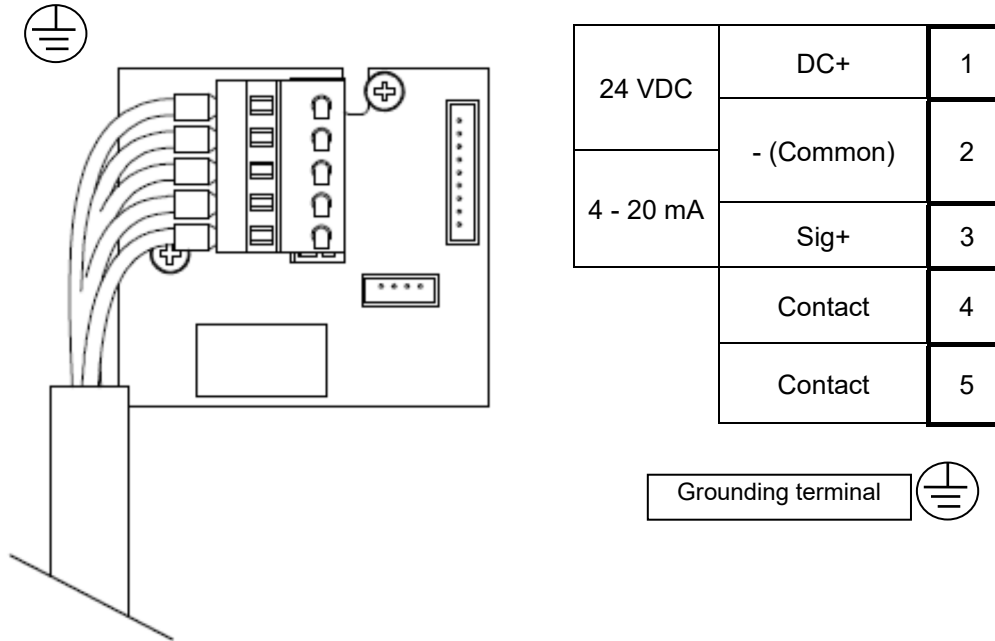 24 VDC
DC+
1
- (Common)
2
4 - 20 mA
Sig+
3
Contact
4
Contact
5
Grounding terminal